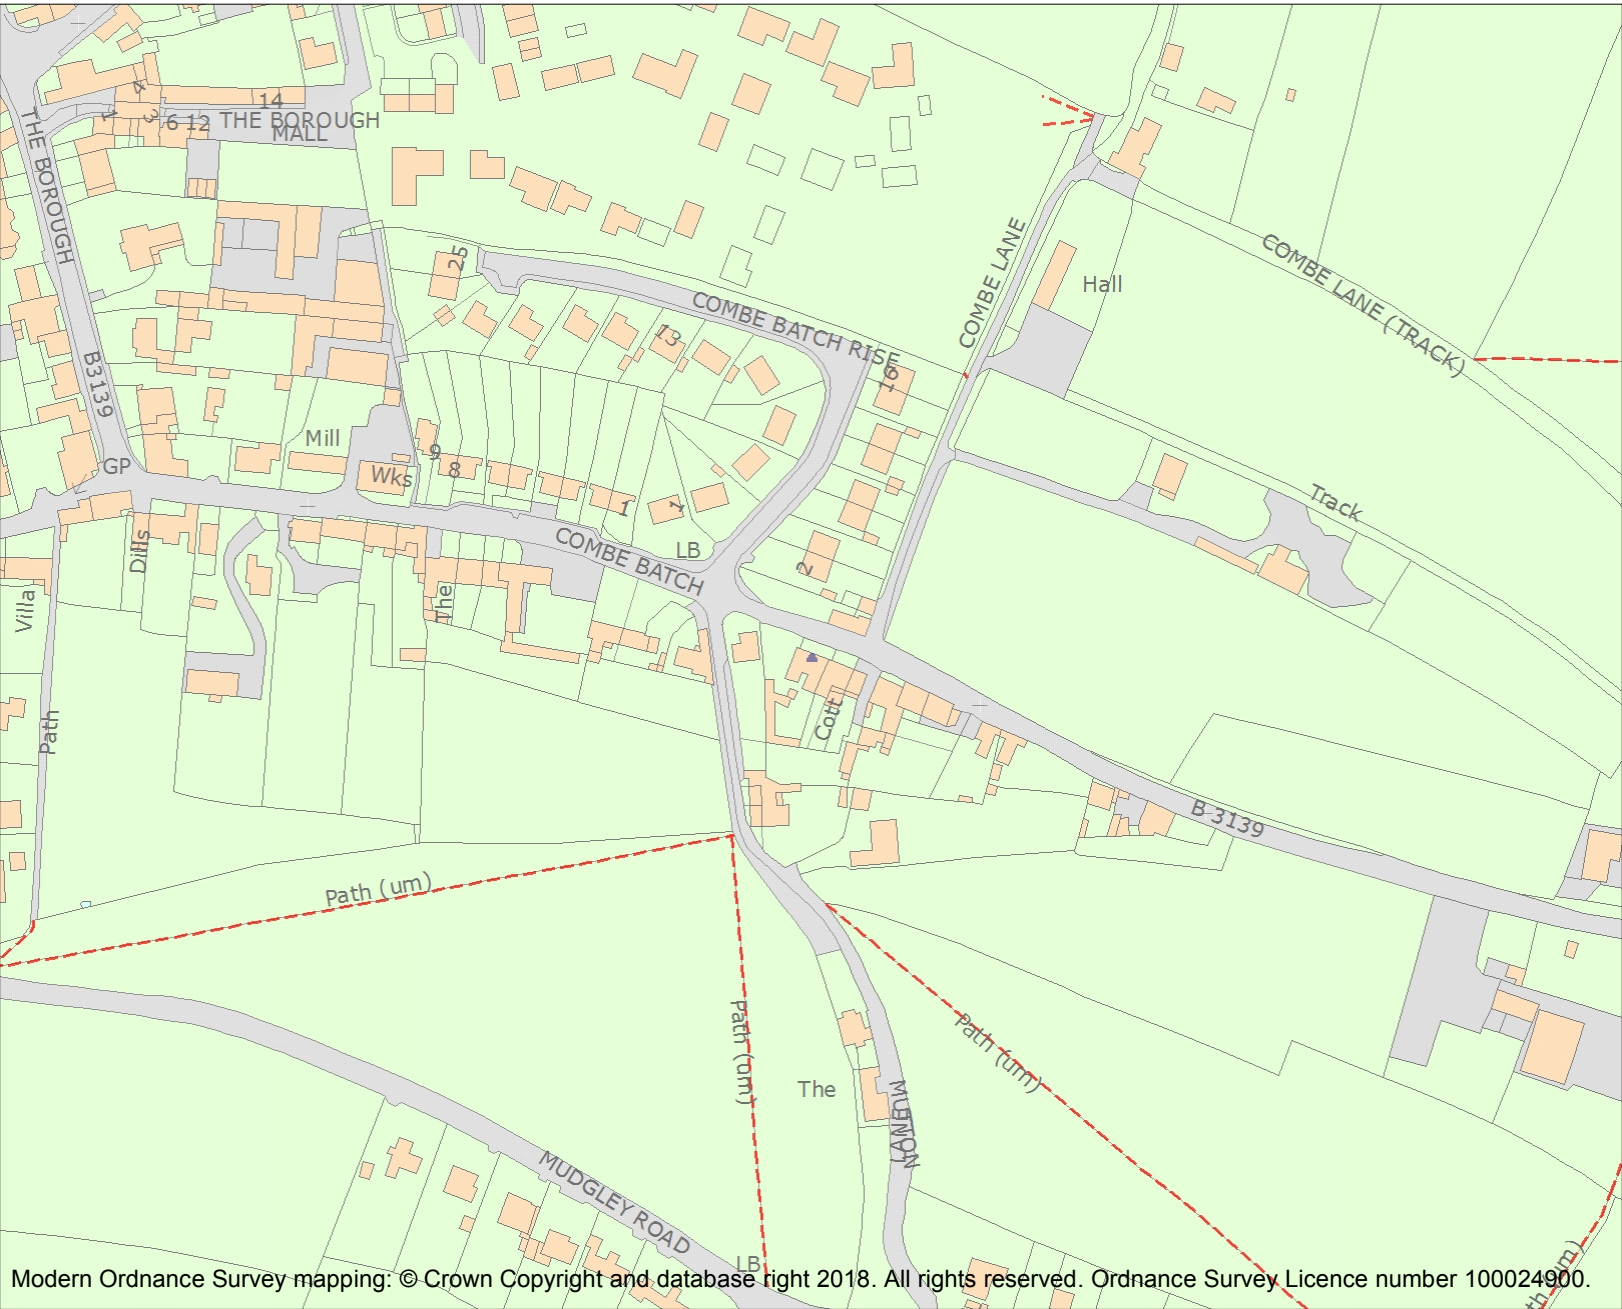 4
14
1
3
6 12 THE BOROUGH
MALL
THE BOROUGH
25
COMBE LANE
COMBE LANE (TRACK)
Hall
COMBE BATCH RISE
13
16
B3139
Mill
GP
Wks
9
8
1
1
Track
Dills
COMBE BATCH
LB
2
The
Villa
Path
Cott
B 3139
Path (um)
Path (um)
Path (um)
The
MUTTON
LANE
MUDGLEY ROAD
LB
Modern Ordnance Survey mapping: © Crown Copyright and database right 2018. All rights reserved. Ordnance Survey Licence number 100024900.